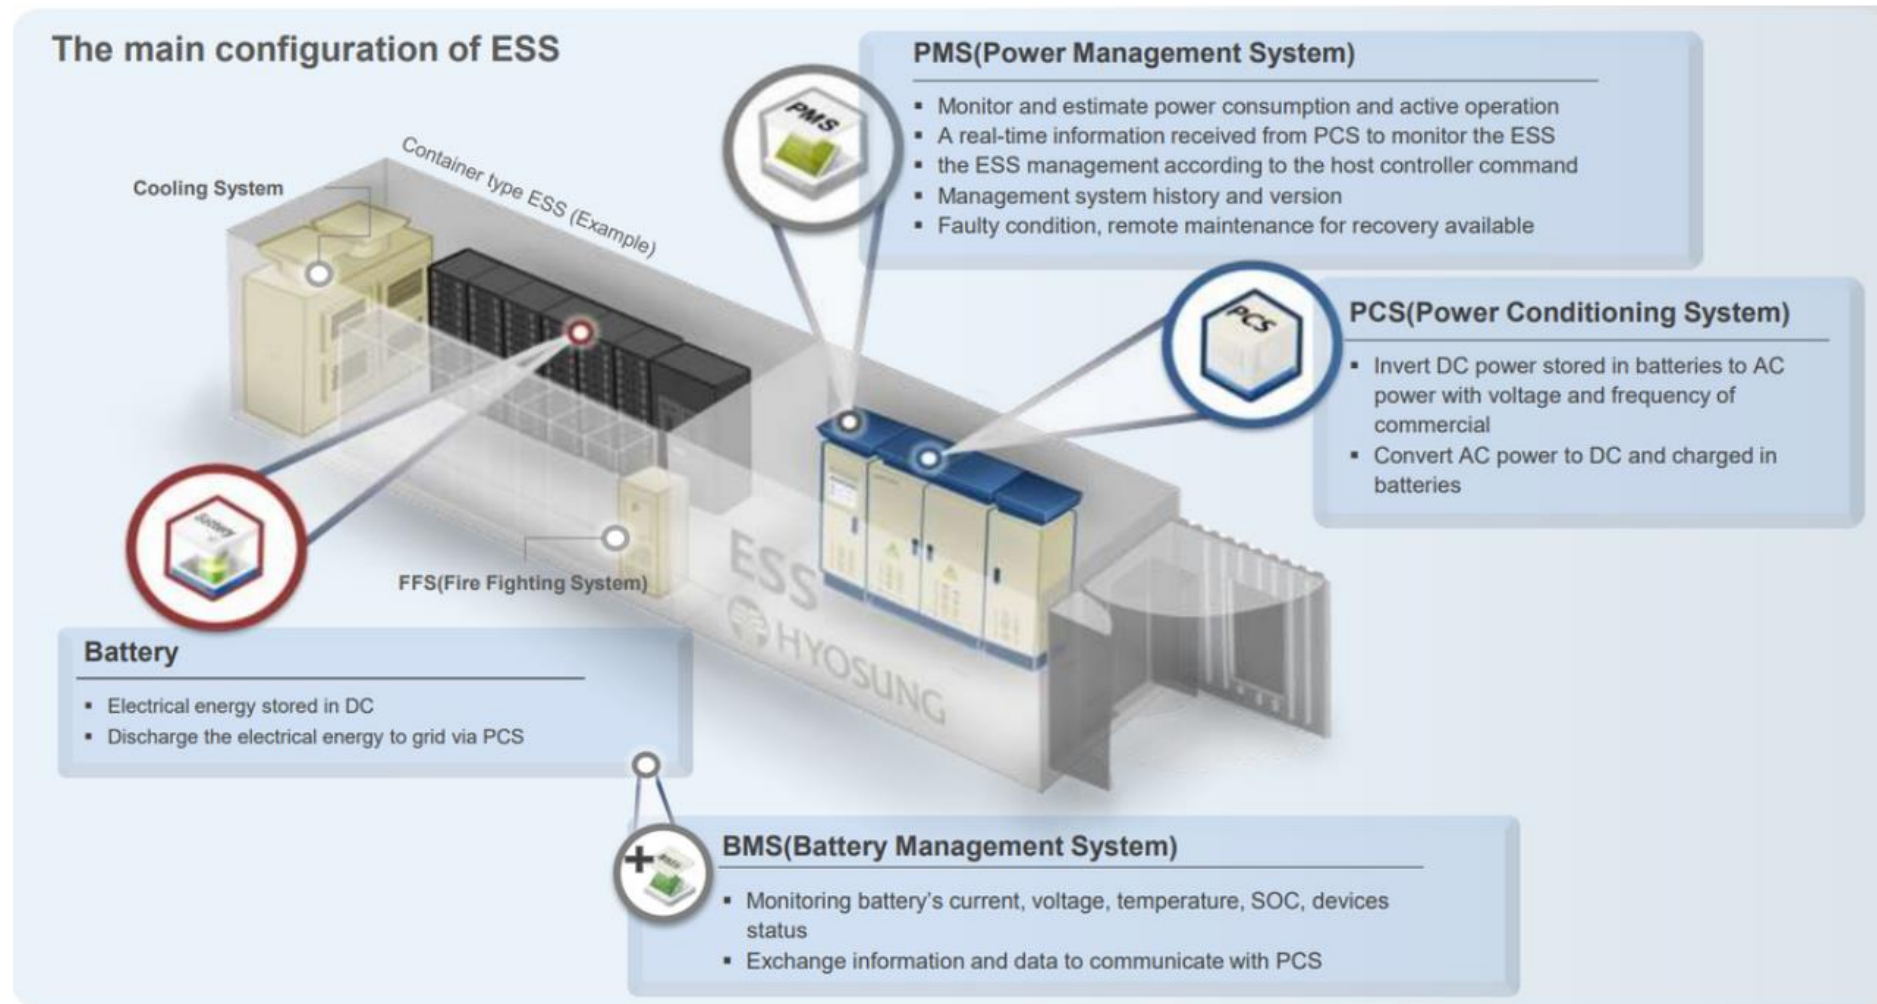 The main configuration of ESS
PMS(Power Management System)
▪ Monitor and estimate power consumption and active operation
▪ A real-time information received from PCS to monitor the ESS
▪ the ESS management according to the host controller command
▪ Management system history and version
▪ Faulty condition, remote maintenance for recovery available
PMS
Container type ESS (Example)
Cooling System
PCS
PCS(Power Conditioning System)
▪ Invert DC power stored in batteries to AC
power with voltage and frequency of
commercial
▪ Convert AC power to DC and charged in
batteries
Battery
FFS(Fire Fighting System)
ESS
HYOSUNG
Battery
▪ Electrical energy stored in DC
▪ Discharge the electrical energy to grid via PCS
BMS
BMS(Battery Management System)
▪ Monitoring battery's current, voltage, temperature, SOC, devices
status
▪ Exchange information and data to communicate with PCS